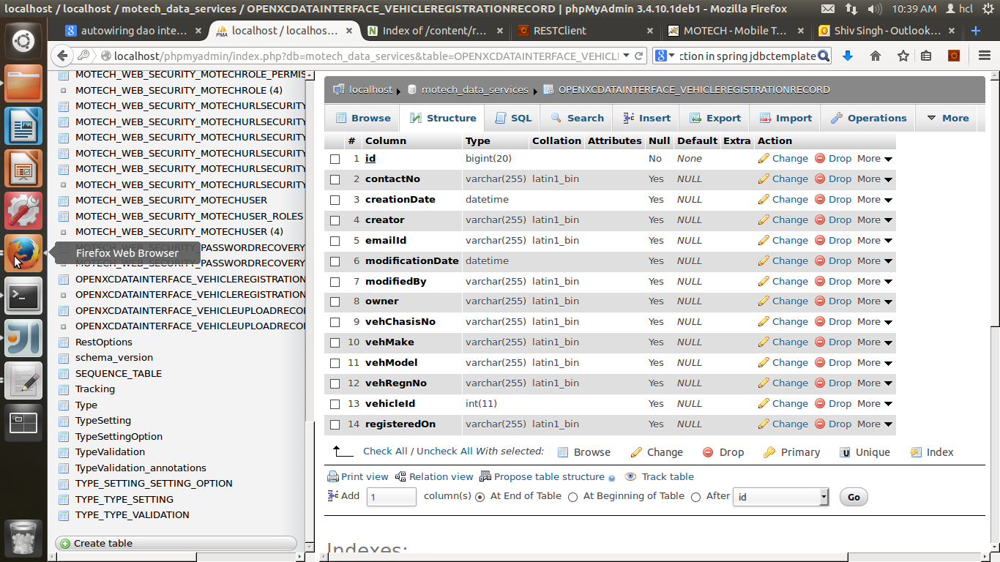 localhost / localhost / motech_data_services / OPENXCDATAINTERFACE_VEHICLEREGISTRATIONRECORD | phpMyAdmin 3.4.10.1deb1 - Mozilla Firefox
10:39 AM hcl
autowiring dao inte...
localhost / localhos...
Index of /content/r...
RESTClient
MOTECH - Mobile T...
Shiv Singh - Outlook...
localhost/phpmyadmin/index.php?db=motech_data_services&table=OPENXCDATAINTERFACE_VEHICL
ction in spring jdbctemplate
MOTECH_WEB_SECURITY_MOTECHROLE_PERMIS
MOTECH_WEB_SECURITY_MOTECHROLE (4)
MOTECH_WEB_SECURITY_MOTECHURLSECURITY
MOTECH_WEB_SECURITY_MOTECHURLSECURITY
MOTECH_WEB_SECURITY_MOTECHURLSECURITY
MOTECH_WEB_SECURITY_MOTECHURLSECURITY
MOTECH_WEB_SECURITY_MOTECHURLSECURITY
MOTECH_WEB_SECURITY_MOTECHURLSECURITY
MOTECH_WEB_SECURITY_MOTECHUSER
MOTECH_WEB_SECURITY_MOTECHUSER_ROLES
MOTECH_WEB_SECURITY_MOTECHUSER (4)
MOTECH_WEB_SECURITY_PASSWORDRECOVERY
Firefox Web Browser
MOTECH_WEB_SECURITY_PASSWORDRECOVERY
OPENXCDATAINTERFACE_VEHICLEREGISTRATION
OPENXCDATAINTERFACE_VEHICLEREGISTRATION
OPENXCDATAINTERFACE_VEHICLEUPLOADRECOR
OPENXCDATAINTERFACE_VEHICLEUPLOADRECOR
RestOptions
schema_version
SEQUENCE_TABLE
Tracking
Type
TypeSetting
TypeSettingOption
TypeValidation
TypeValidation_annotations
TYPE_SETTING_SETTING_OPTION
TYPE_TYPE_SETTING
TYPE_TYPE_VALIDATION
Create table
localhost motech_data_services OPENXCDATAINTERFACE_VEHICLEREGISTRATIONRECORD
Browse Structure SQL Search Insert Export Import Operations More
# Column Type Collation Attributes Null Default Extra Action
1 id bigint(20) No None Change Drop More
2 contactNo varchar(255) latin1_bin Yes NULL Change Drop More
3 creationDate datetime Yes NULL Change Drop More
4 creator varchar(255) latin1_bin Yes NULL Change Drop More
5 emailId varchar(255) latin1_bin Yes NULL Change Drop More
6 modificationDate datetime Yes NULL Change Drop More
7 modifiedBy varchar(255) latin1_bin Yes NULL Change Drop More
8 owner varchar(255) latin1_bin Yes NULL Change Drop More
9 vehChasisNo varchar(255) latin1_bin Yes NULL Change Drop More
10 vehMake varchar(255) latin1_bin Yes NULL Change Drop More
11 vehModel varchar(255) latin1_bin Yes NULL Change Drop More
12 vehRegnNo varchar(255) latin1_bin Yes NULL Change Drop More
13 vehicleId int(11) Yes NULL Change Drop More
14 registeredOn varchar(255) latin1_bin Yes NULL Change Drop More
Check All / Uncheck All With selected: Browse Change Drop Primary Unique Index
Print view Relation view Propose table structure Track table
Add 1 column(s) At End of Table At Beginning of Table After id Go
Indexes: